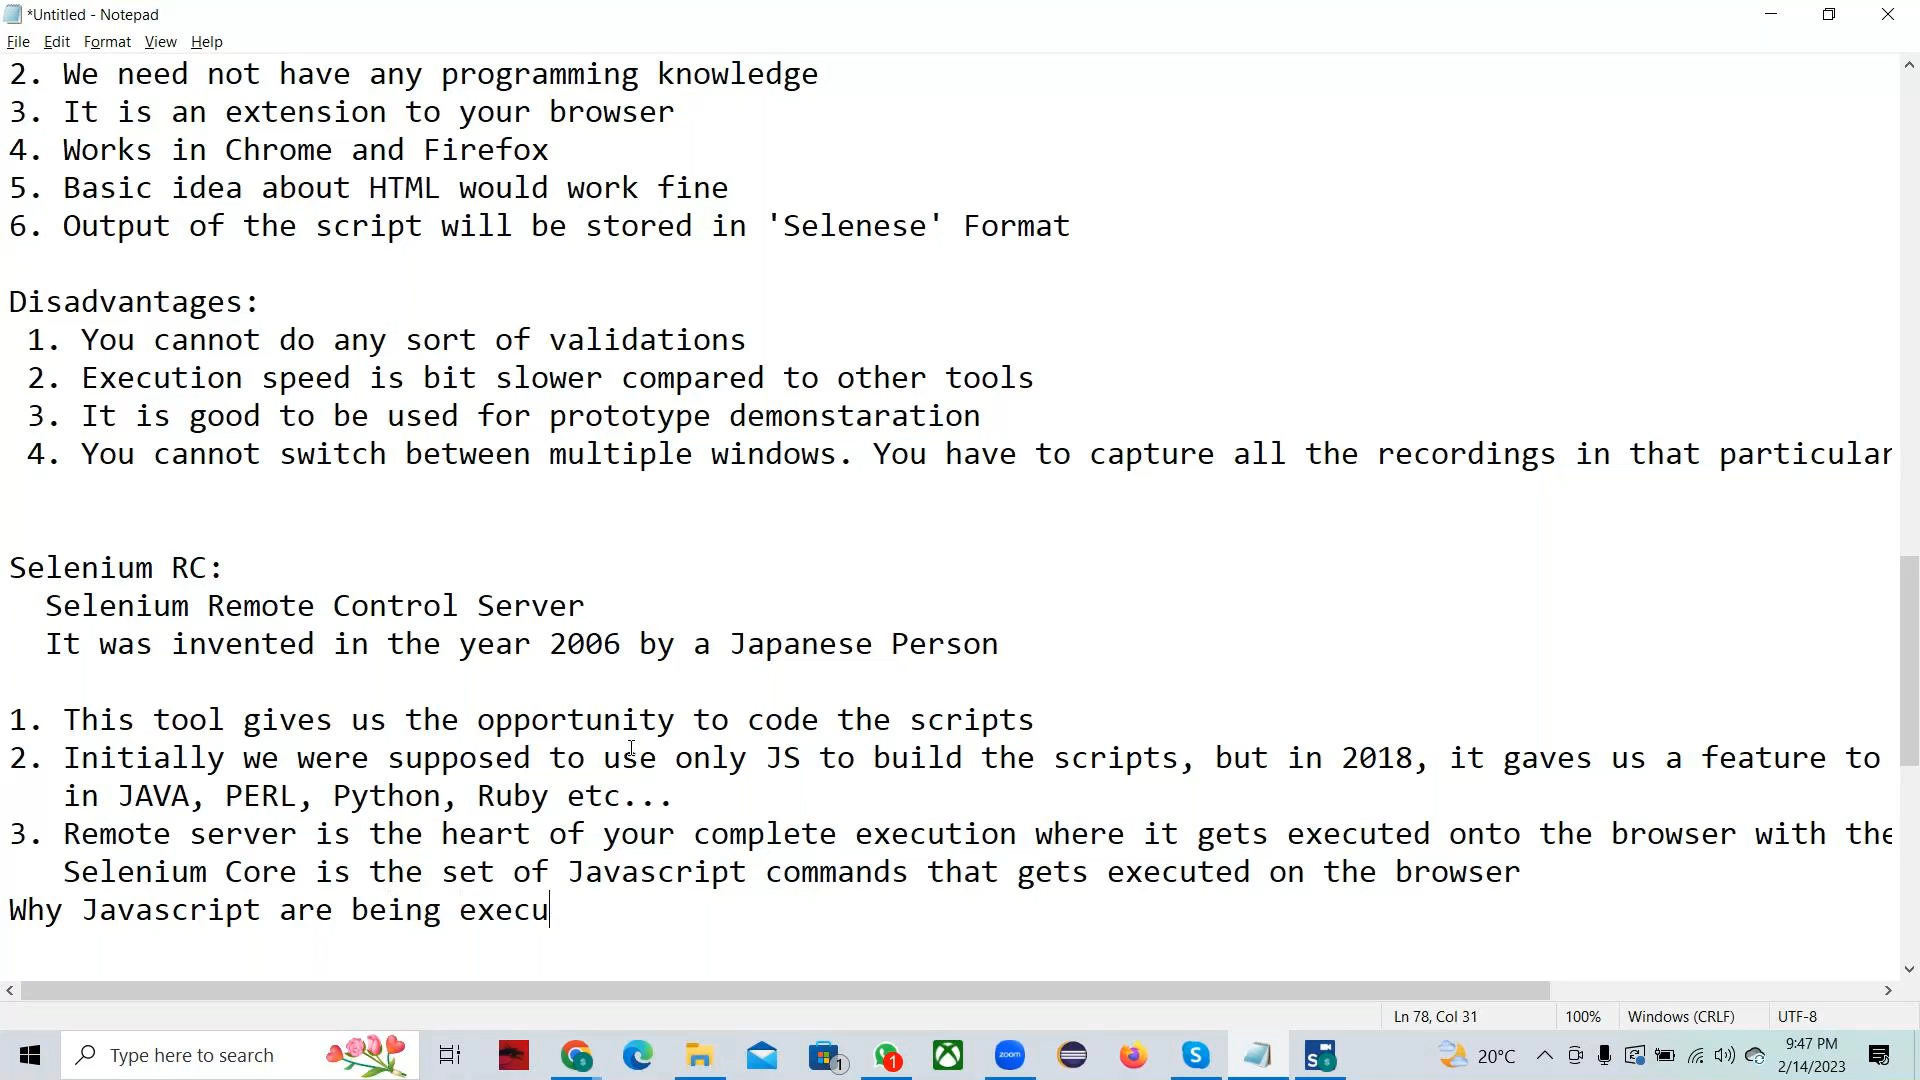 *Untitled - Notepad
File Edit Format View Help
2. We need not have any programming knowledge
3. It is an extension to your browser
4. Works in Chrome and Firefox
5. Basic idea about HTML would work fine
6. Output of the script will be stored in 'Selenese' Format
Disadvantages:
1. You cannot do any sort of validations
2. Execution speed is bit slower compared to other tools
3. It is good to be used for prototype demonstaration
4. You cannot switch between multiple windows. You have to capture all the recordings in that particular
Selenium RC:
Selenium Remote Control Server
It was invented in the year 2006 by a Japanese Person
1. This tool gives us the opportunity to code the scripts
2. Initially we were supposed to use only JS to build the scripts, but in 2018, it gaves us a feature to
in JAVA, PERL, Python, Ruby etc...
3. Remote server is the heart of your complete execution where it gets executed onto the browser with the
Selenium Core is the set of Javascript commands that gets executed on the browser
Why Javascript are being execu
Ln 78, Col 31 100% Windows (CRLF) UTF-8
Type here to search
1
1
zoom
S
S
S
20°C
9:47 PM
2/14/2023